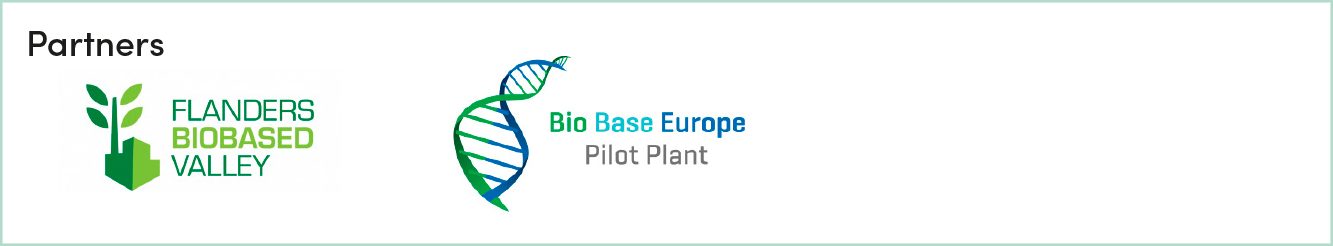 Partners
FLANDERS
BIOBASED
VALLEY
Bio Base Europe
Pilot Plant